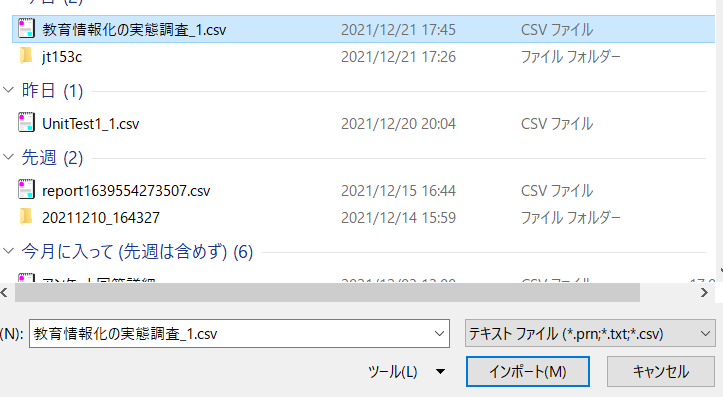 今日 (2)
教育情報化の実態調査_1.csv 2021/12/21 17:45 CSV ファイル
jt153c 2021/12/21 17:26 ファイル フォルダー
昨日 (1)
UnitTest1_1.csv 2021/12/20 20:04 CSV ファイル
先週 (2)
report1639554273507.csv 2021/12/15 16:44 CSV ファイル
20211210_164327 2021/12/14 15:59 ファイル フォルダー
今月に入って (先週は含めず) (6)
(N): 教育情報化の実態調査_1.csv テキスト ファイル (*.prn;*.txt;*.csv)
ツール(L) インポート(M) キャンセル